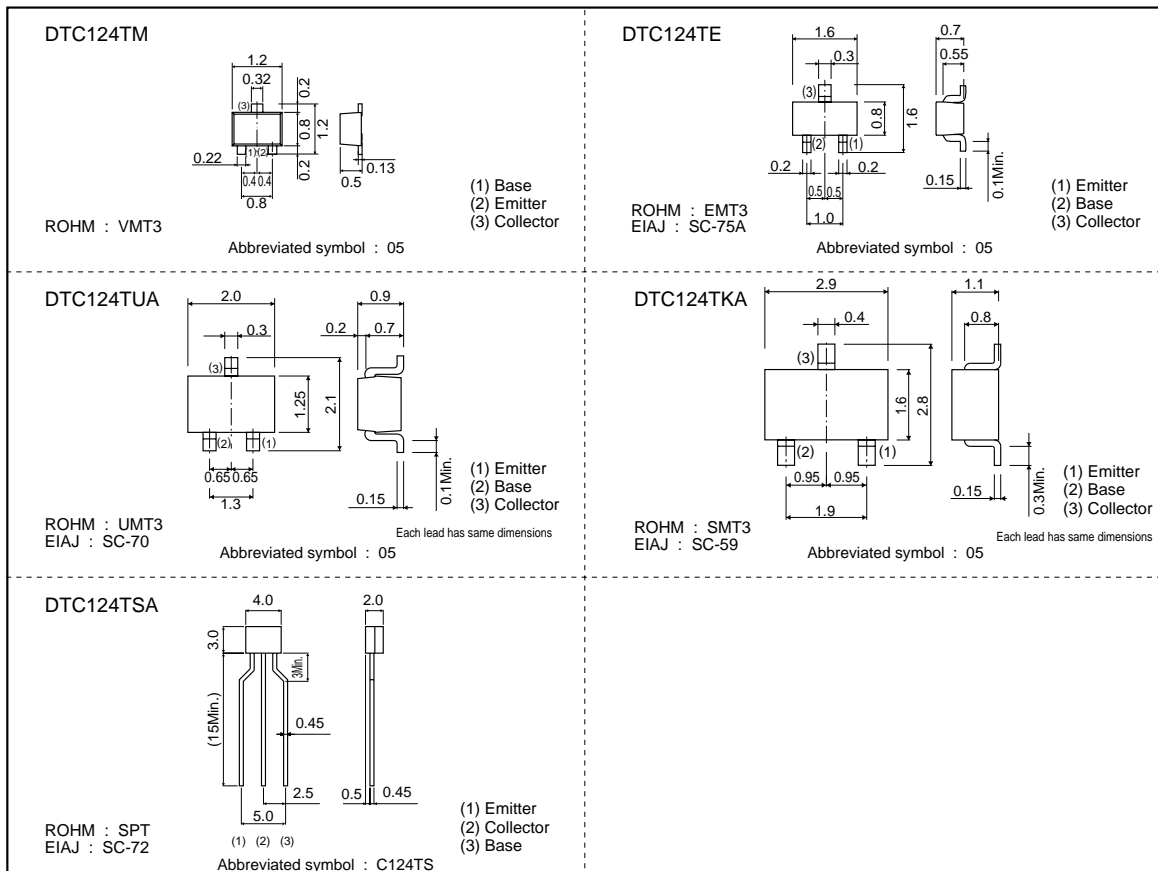 DTC124TM
1.2
0.32
0.2
(3)
0.8
1.2
(1) (2)
0.22
0.2
0.13
0.4 0.4
0.5
0.8
(1) Base
(2) Emitter
(3) Collector
ROHM : VMT3
Abbreviated symbol : 05
DTC124TE
1.6
0.7
0.3
0.55
(3)
0.8
1.6
(2)
(1)
0.2
0.2
0.5 0.5
1.0
0.15
0.1Min.
(1) Emitter
(2) Base
(3) Collector
ROHM : EMT3
EIAJ : SC-75A
Abbreviated symbol : 05
DTC124TUA
2.0
0.9
0.3
0.2
0.7
(3)
1.25
2.1
(2)
(1)
0.65 0.65
1.3
0.15
0.1Min.
(1) Emitter
(2) Base
(3) Collector
ROHM : UMT3
EIAJ : SC-70
Each lead has same dimensions
Abbreviated symbol : 05
DTC124TKA
2.9
1.1
0.4
0.8
(3)
1.6
2.8
(2)
(1)
0.95 0.95
1.9
0.15
0.3Min.
(1) Emitter
(2) Base
(3) Collector
ROHM : SMT3
EIAJ : SC-59
Each lead has same dimensions
Abbreviated symbol : 05
DTC124TSA
4.0
2.0
3.0
3Min.
(15Min.)
0.45
2.5
0.5
0.45
5.0
(1) (2) (3)
(1) Emitter
(2) Collector
(3) Base
ROHM : SPT
EIAJ : SC-72
Abbreviated symbol : C124TS